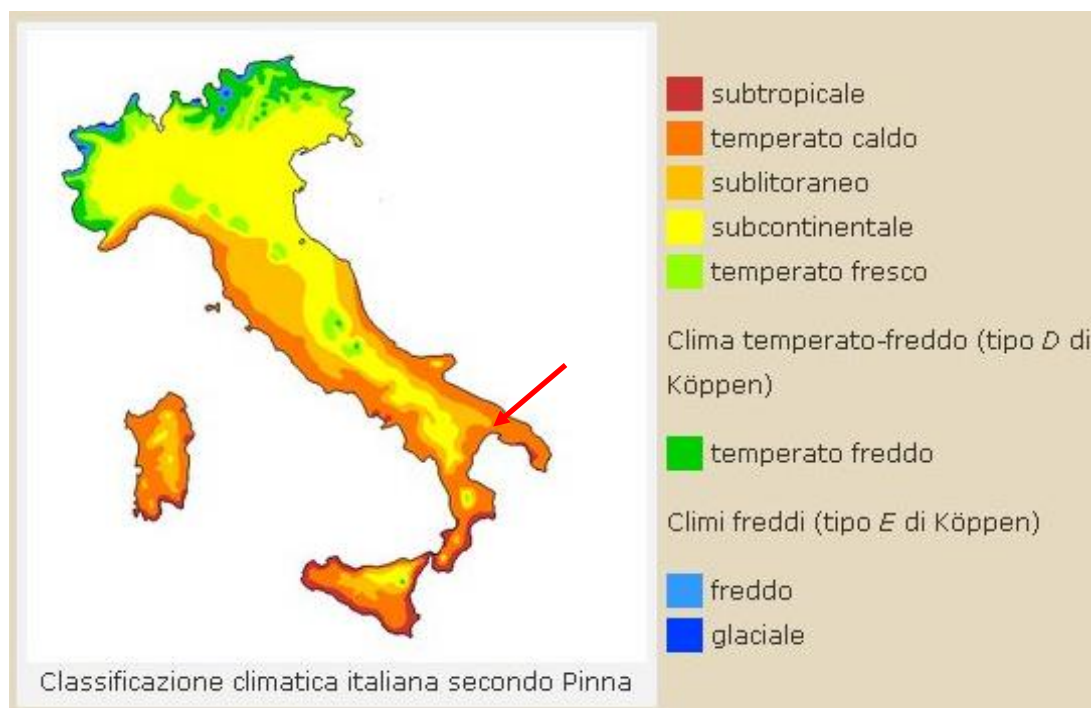 subtropicale
temperato caldo
sublitoraneo
subcontinentale
temperato fresco
Clima temperato-freddo (tipo D di
Köppen)
temperato freddo
Climi freddi (tipo E di Köppen)
freddo
glaciale
Classificazione climatica italiana secondo Pinna